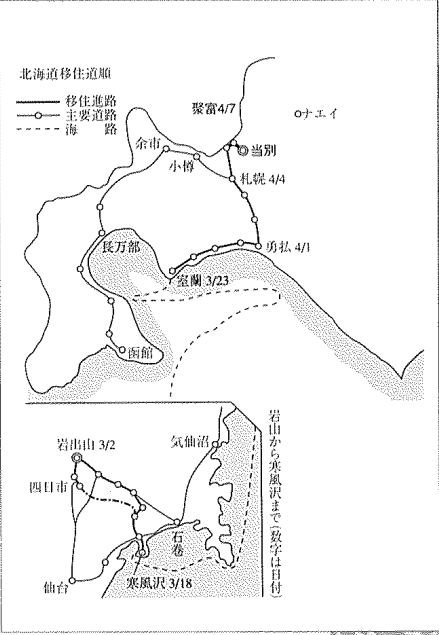 北海道移住道順
移住進路
主要道路
海路
聚富4/7
ナエイ
余市
当別
小樽
札幌 4/4
長万部
勇払 4/1
室蘭 3/23
函館
岩山から寒風沢まで(数字は日付)
岩出山 3/2
気仙沼
四日市
石巻
寒風沢 3/18
仙台